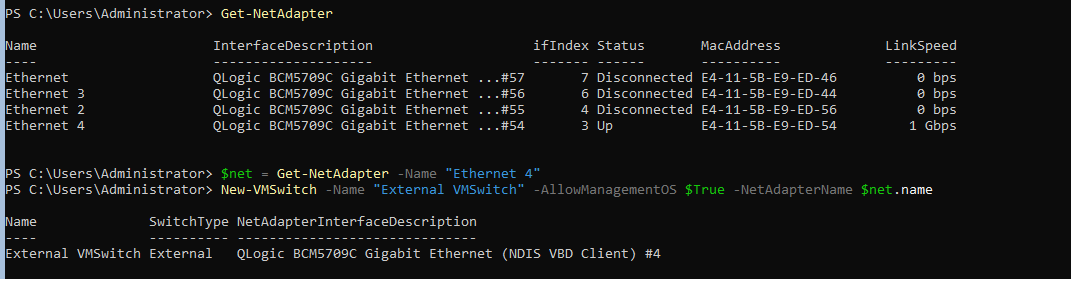 PS C:\Users\Administrator> Get-NetAdapter
Name InterfaceDescription ifIndex Status MacAddress LinkSpeed
---- -------------------- ------- ------ ---------- ---------
Ethernet QLogic BCM5709C Gigabit Ethernet ...#57 7 Disconnected E4-11-5B-E9-ED-46 0 bps
Ethernet 3 QLogic BCM5709C Gigabit Ethernet ...#56 6 Disconnected E4-11-5B-E9-ED-44 0 bps
Ethernet 2 QLogic BCM5709C Gigabit Ethernet ...#55 4 Disconnected E4-11-5B-E9-ED-56 0 bps
Ethernet 4 QLogic BCM5709C Gigabit Ethernet ...#54 3 Up E4-11-5B-E9-ED-54 1 Gbps
PS C:\Users\Administrator> $net = Get-NetAdapter -Name "Ethernet 4"
PS C:\Users\Administrator> New-VMSwitch -Name "External VMSwitch" -AllowManagementOS $True -NetAdapterName $net.name
Name SwitchType NetAdapterInterfaceDescription
---- ---------- ------------------------------
External VMSwitch External QLogic BCM5709C Gigabit Ethernet (NDIS VBD Client) #4